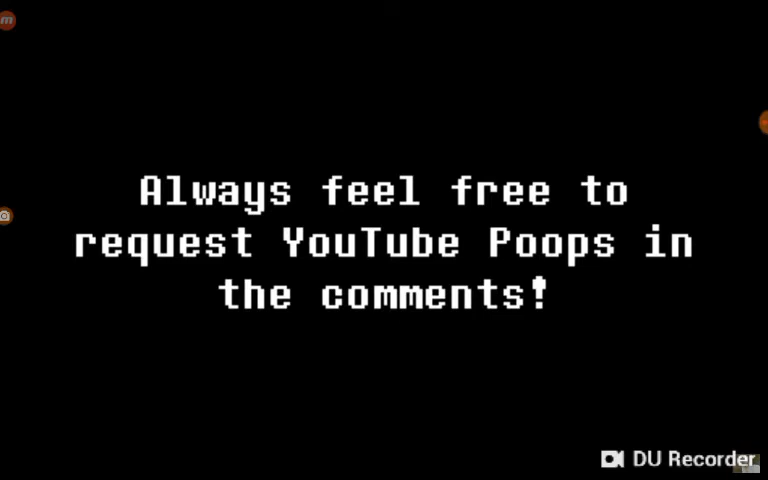 m
Always feel free to
request YouTube Poops in
the comments!
DU Recorder